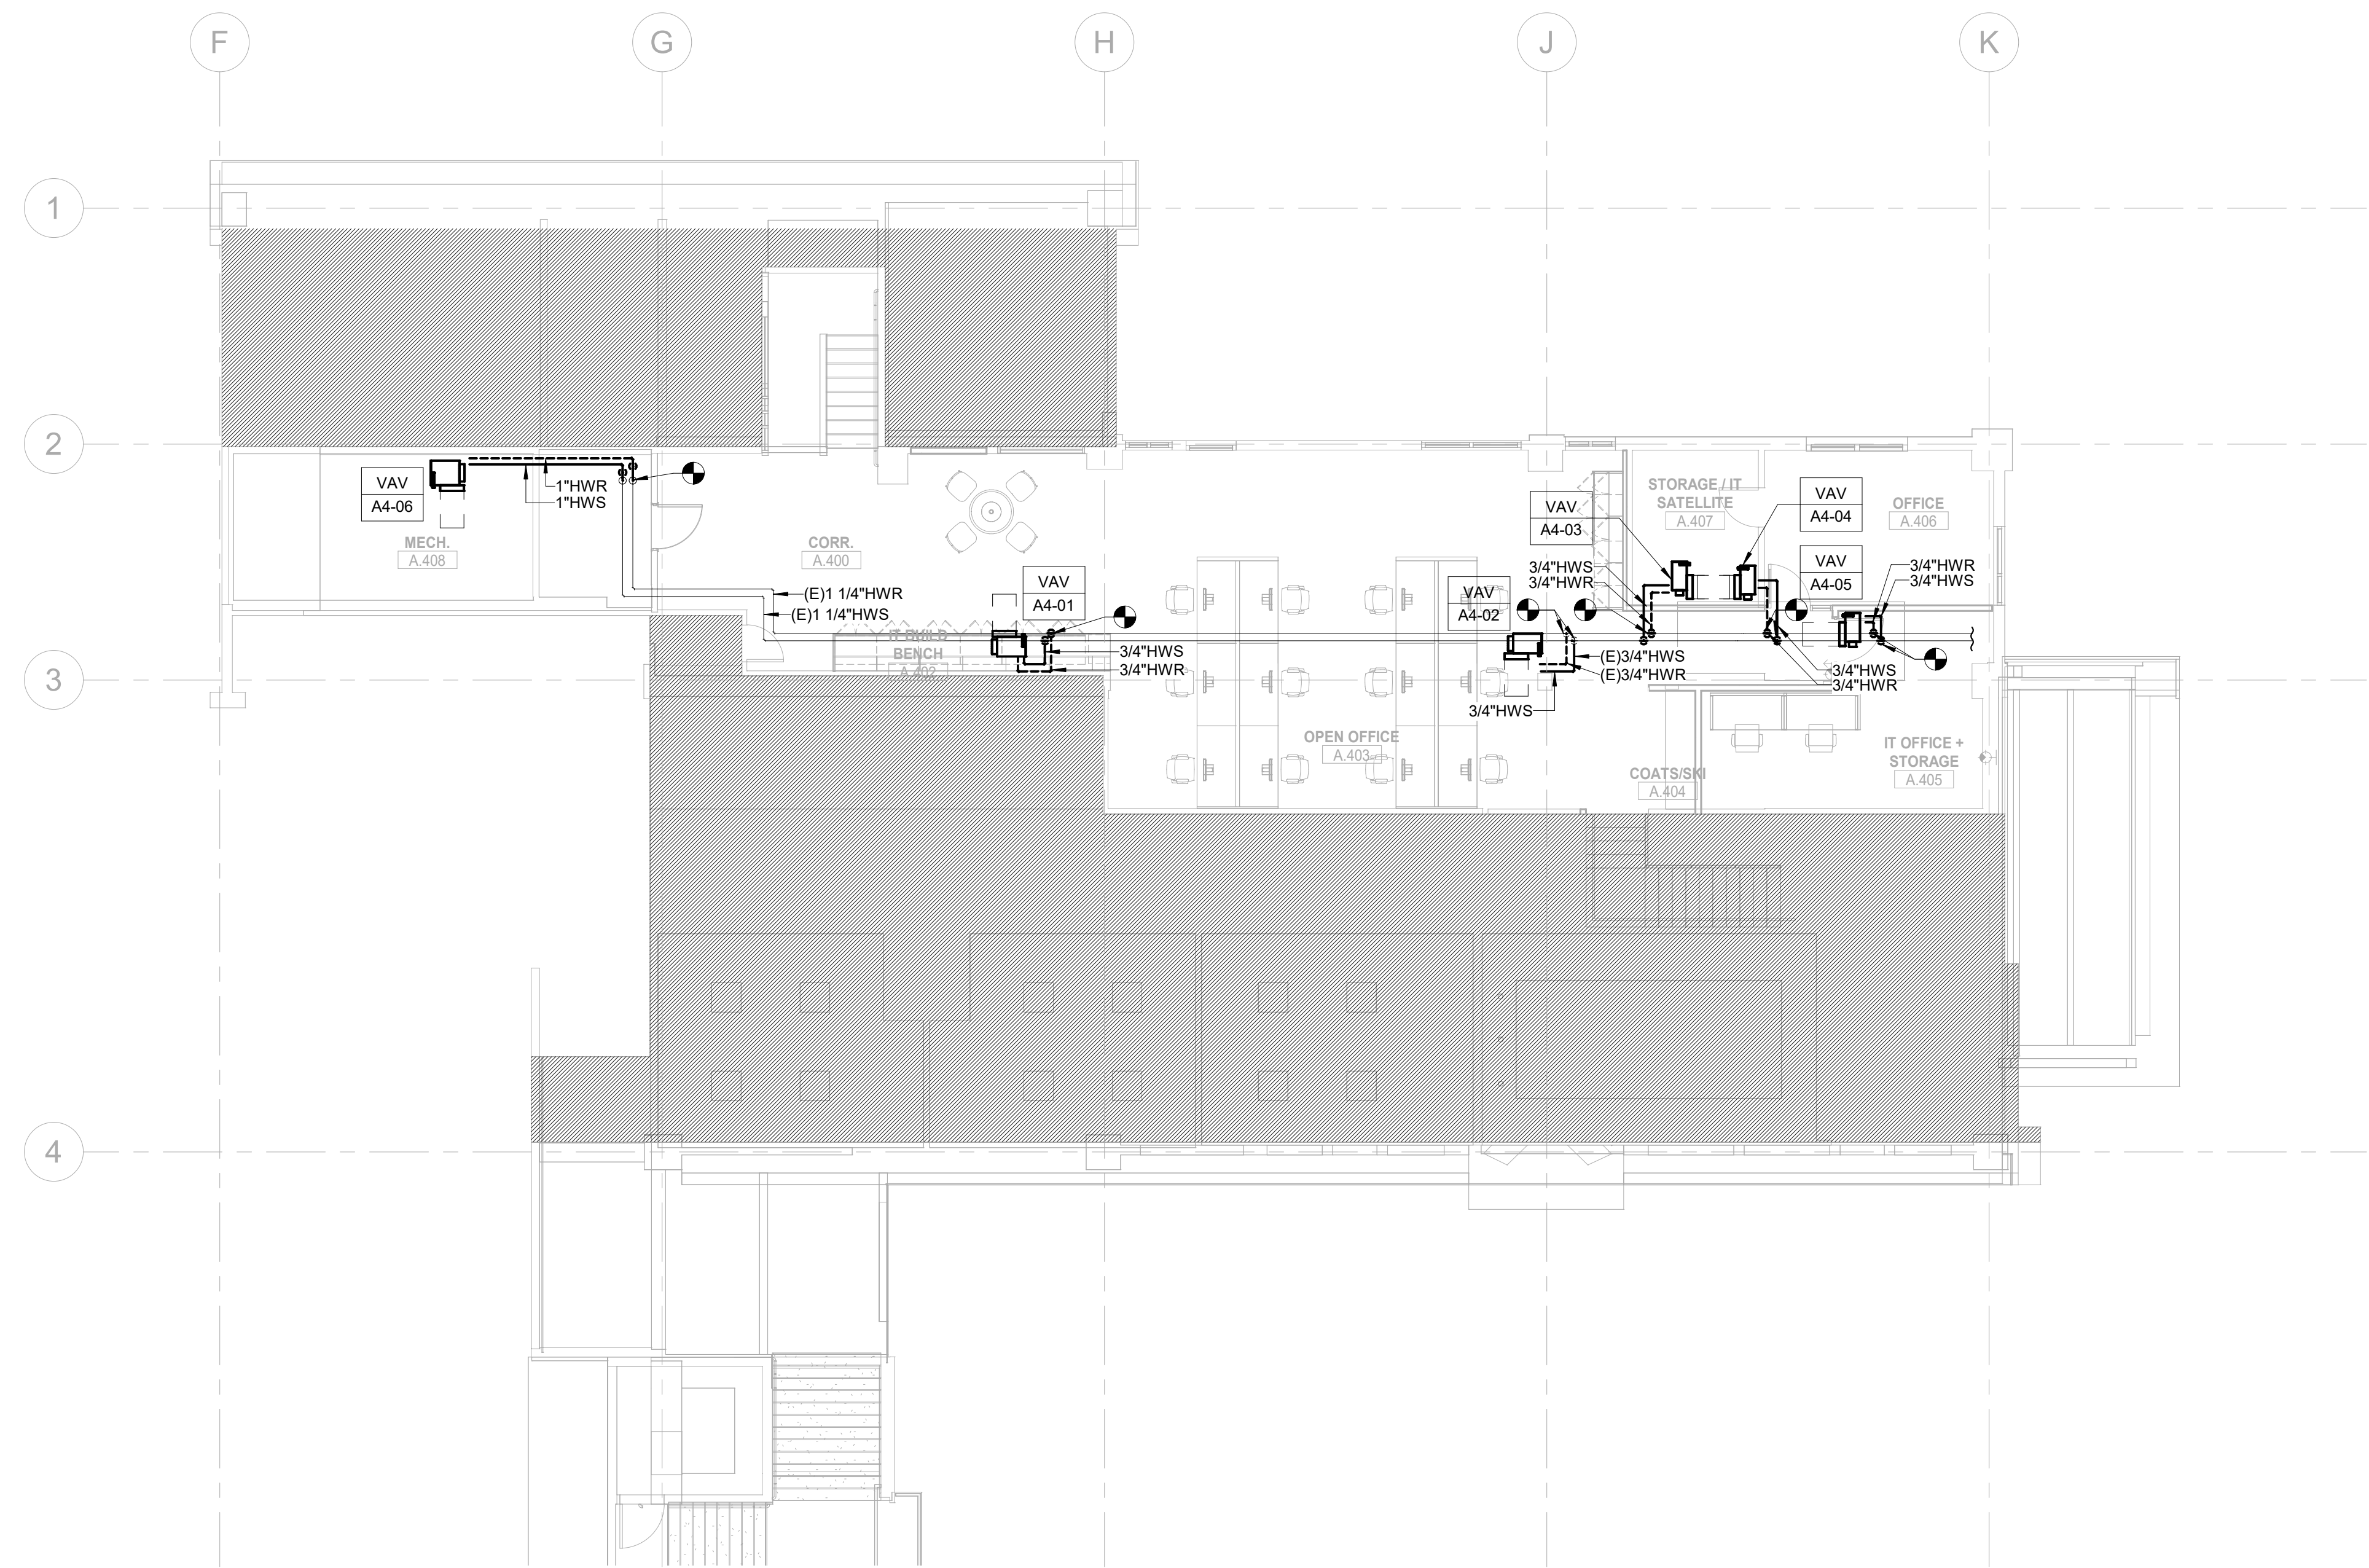 F
G
H
J
K
1
2
3
4
VAV
A4-06
1"HWR
1"HWS
MECH.
A.408
CORR.
A.400
(E)1 1/4"HWR
(E)1 1/4"HWS
IT BUILD
BENCH
A.402
VAV
A4-01
3/4"HWS
3/4"HWR
VAV
A4-02
(E)3/4"HWS
(E)3/4"HWR
3/4"HWS
OPEN OFFICE
A.403
VAV
A4-03
3/4"HWS
3/4"HWR
STORAGE / IT
SATELLITE
A.407
VAV
A4-04
OFFICE
A.406
VAV
A4-05
3/4"HWR
3/4"HWS
3/4"HWS
3/4"HWR
COATS/SKI
A.404
IT OFFICE +
STORAGE
A.405